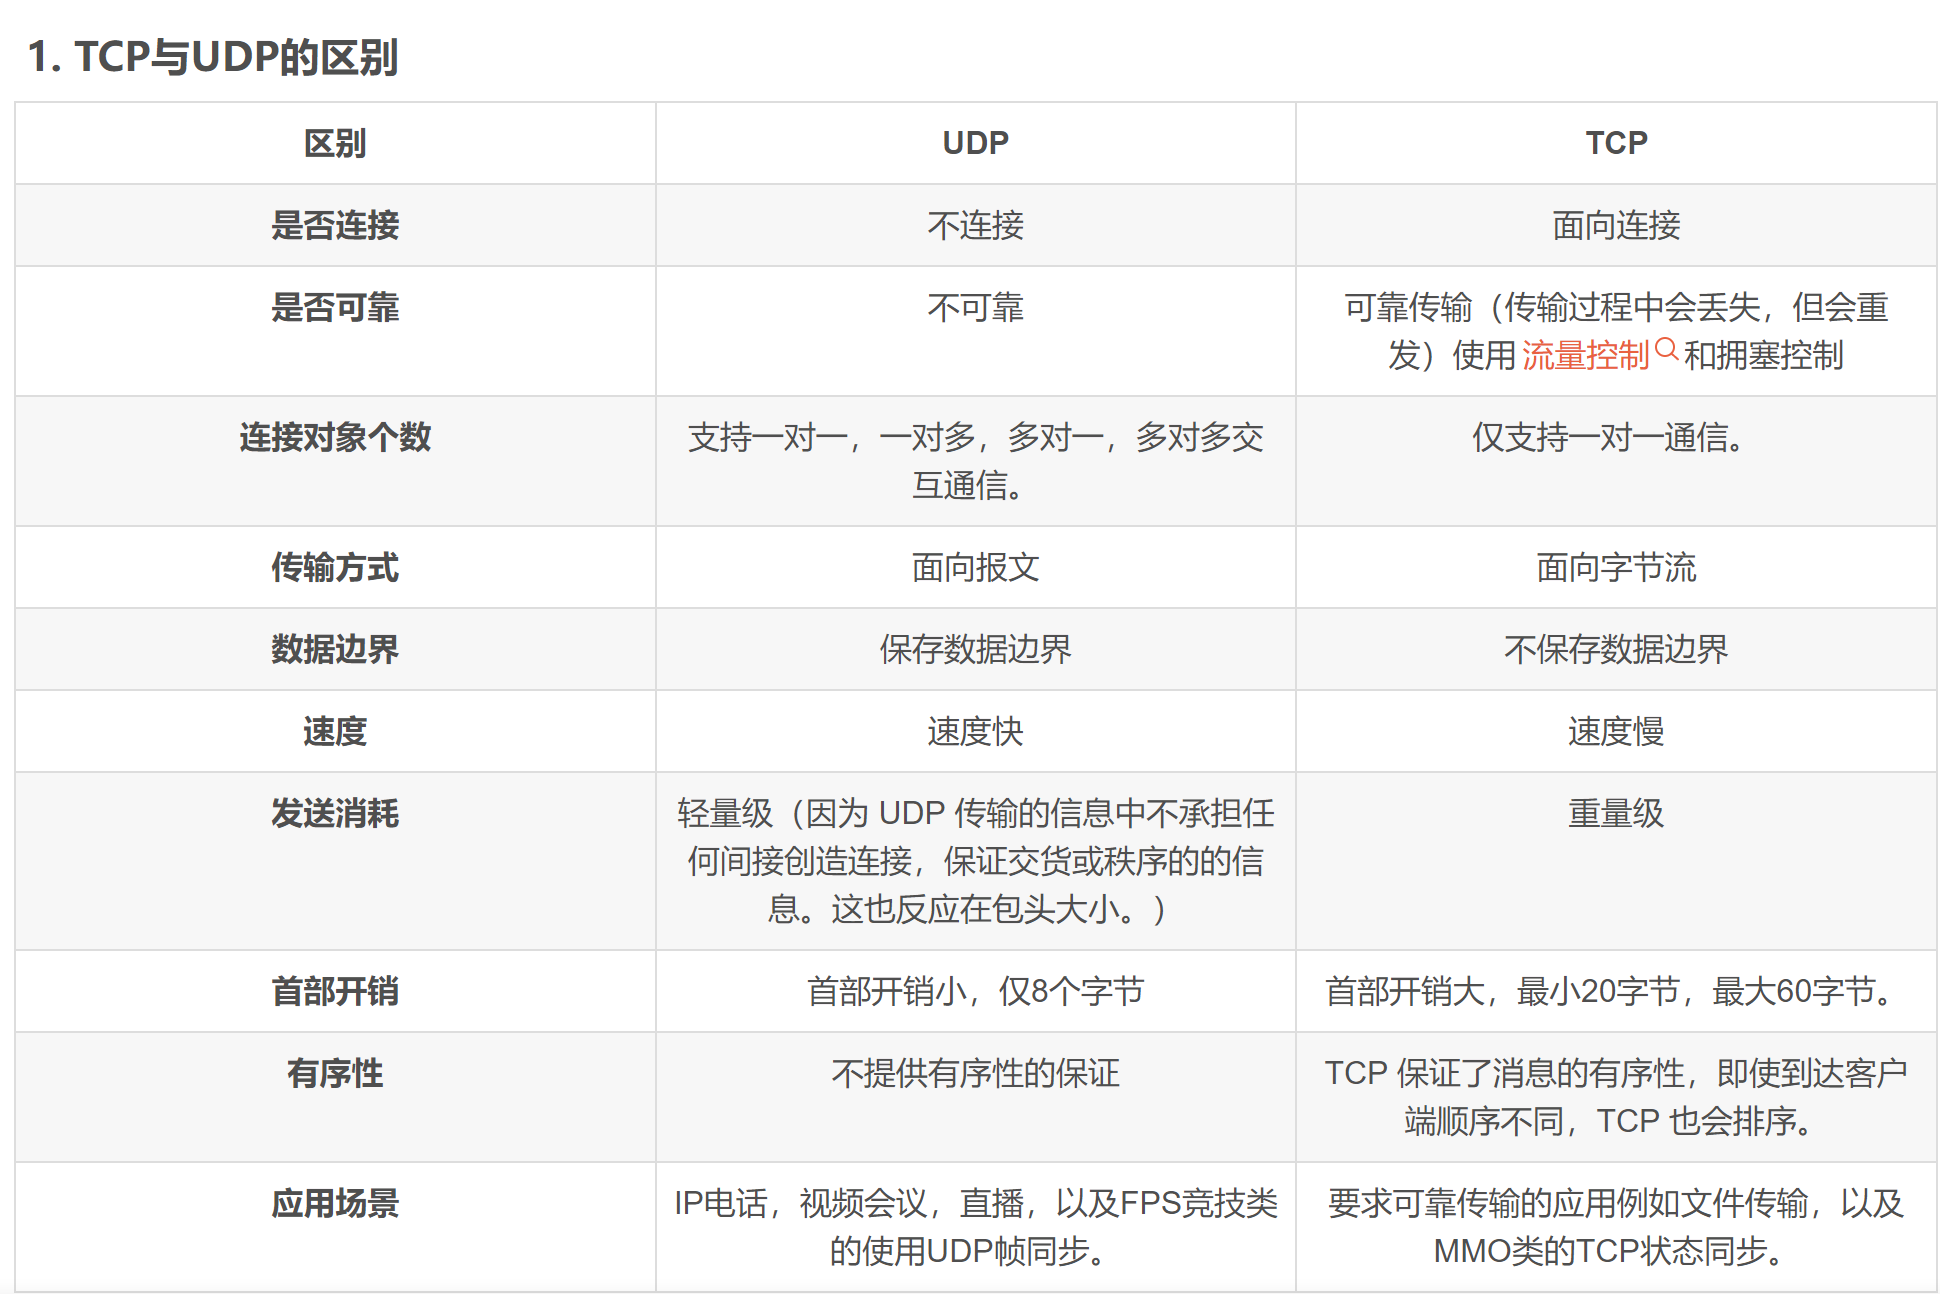 1. TCP与UDP的区别
区别 UDP TCP
是否连接 不连接 面向连接
是否可靠 不可靠 可靠传输（传输过程中会丢失，但会重
发）使用 流量控制 和拥塞控制
连接对象个数 支持一对一，一对多，多对一，多对多交 仅支持一对一通信。
互通信。
传输方式 面向报文 面向字节流
数据边界 保存数据边界 不保存数据边界
速度 速度快 速度慢
发送消耗 轻量级（因为 UDP 传输的信息中不承担任 重量级
何间接创造连接，保证交货或秩序的的信
息。这也反应在包头大小。）
首部开销 首部开销小，仅8个字节 首部开销大，最小20字节，最大60字节。
有序性 不提供有序性的保证 TCP 保证了消息的有序性，即使到达客户
端顺序不同，TCP 也会排序。
应用场景 IP电话，视频会议，直播，以及FPS竞技类 要求可靠传输的应用例如文件传输，以及
的使用UDP帧同步。 MMO类的TCP状态同步。